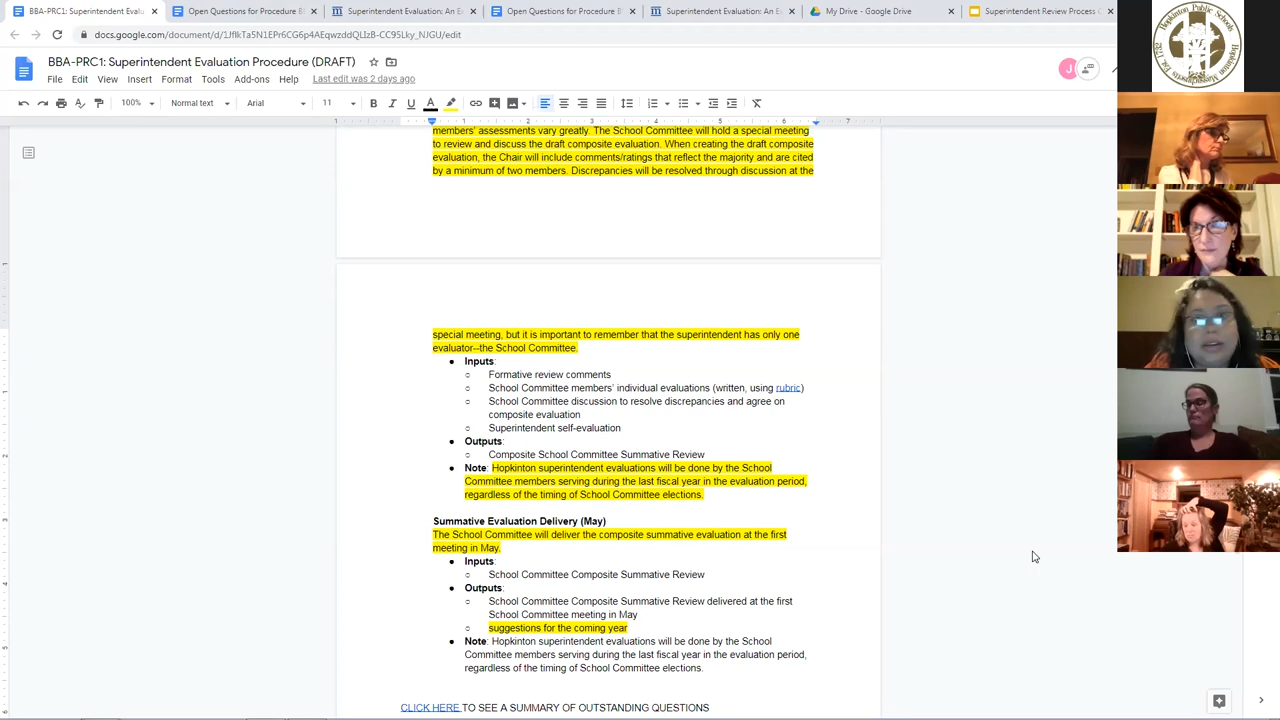 BBA-PRC1: Superintendent Evalu
Open Questions for Procedure B
Superintendent Evaluation: An E
Open Questions for Procedure B
Superintendent Evaluation: An E
My Drive - Google Drive
Superintendent Review Process
BBA-PRC1: Superintendent Evaluation Procedure (DRAFT)
File Edit View Insert Format Tools Add-ons Help Last edit was 2 days ago
100% Normal text Arial 11
members' assessments vary greatly. The School Committee will hold a special meeting
to review and discuss the draft composite evaluation. When creating the draft composite
evaluation, the Chair will include comments/ratings that reflect the majority and are cited
by a minimum of two members. Discrepancies will be resolved through discussion at the
special meeting, but it is important to remember that the superintendent has only one
evaluator--the School Committee.
● Inputs:
○ Formative review comments
○ School Committee members' individual evaluations (written, using rubric)
○ School Committee discussion to resolve discrepancies and agree on
composite evaluation
○ Superintendent self-evaluation
● Outputs:
○ Composite School Committee Summative Review
● Note: Hopkinton superintendent evaluations will be done by the School
Committee members serving during the last fiscal year in the evaluation period,
regardless of the timing of School Committee elections.
Summative Evaluation Delivery (May)
The School Committee will deliver the composite summative evaluation at the first
meeting in May.
● Inputs:
○ School Committee Composite Summative Review
● Outputs:
○ School Committee Composite Summative Review delivered at the first
School Committee meeting in May
○ suggestions for the coming year
● Note: Hopkinton superintendent evaluations will be done by the School
Committee members serving during the last fiscal year in the evaluation period,
regardless of the timing of School Committee elections.
CLICK HERE TO SEE A SUMMARY OF OUTSTANDING QUESTIONS
Hopkinton Public Schools